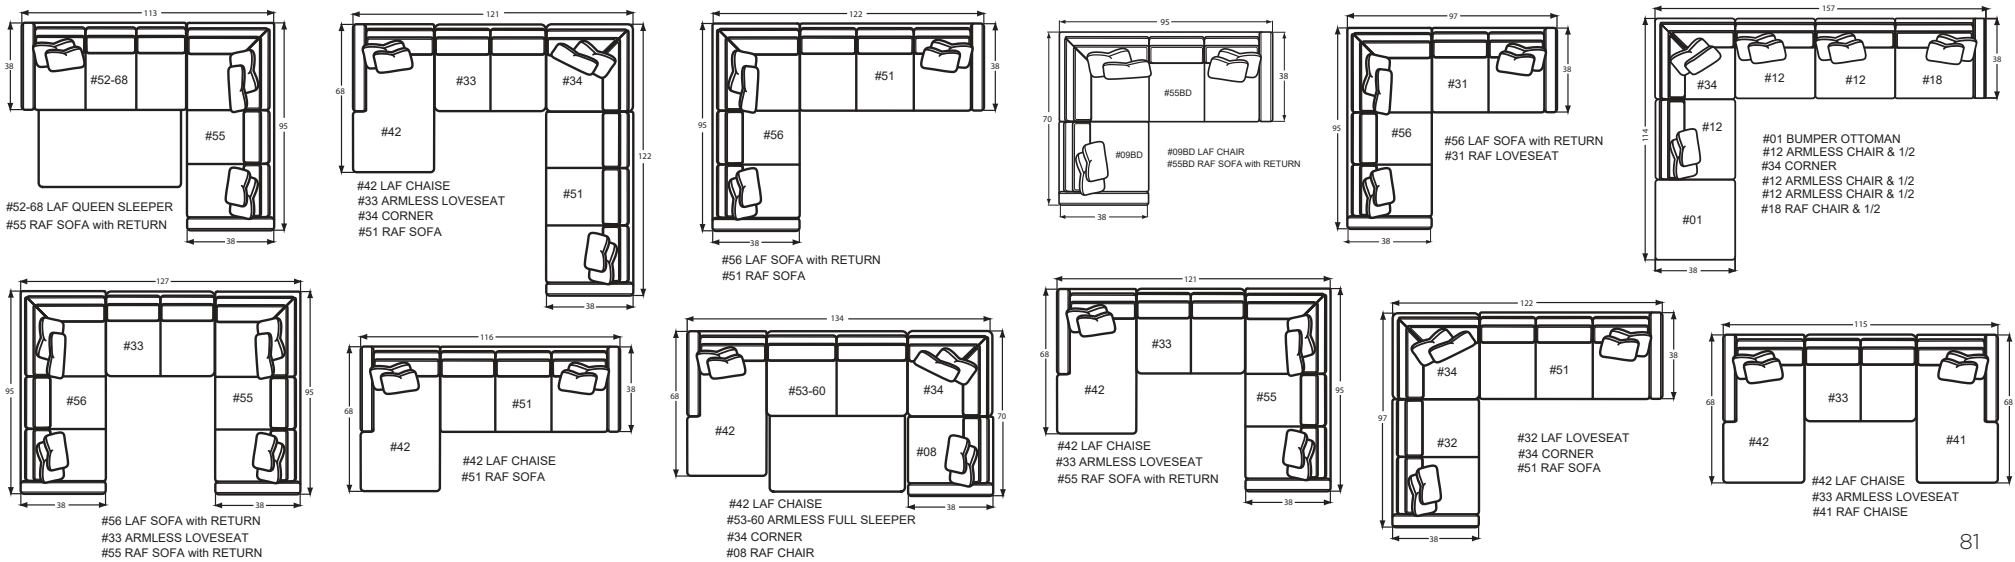 113
38
#52-68
#55
95
38
#52-68 LAF QUEEN SLEEPER
#55 RAF SOFA with RETURN
121
68
#33
#34
#42
122
#51
38
#42 LAF CHAISE
#33 ARMLESS LOVESEAT
#34 CORNER
#51 RAF SOFA
122
38
#51
95
#56
38
#56 LAF SOFA with RETURN
#51 RAF SOFA
95
38
#55BD
70
#09BD
38
#09BD LAF CHAIR
#55BD RAF SOFA with RETURN
97
38
#31
95
#56
38
#56 LAF SOFA with RETURN
#31 RAF LOVESEAT
157
38
#34
#12
#12
#18
114
#12
#01
38
#01 BUMPER OTTOMAN
#12 ARMLESS CHAIR & 1/2
#34 CORNER
#12 ARMLESS CHAIR & 1/2
#12 ARMLESS CHAIR & 1/2
#18 RAF CHAIR & 1/2
127
#33
95
#56
#55
95
38
38
#56 LAF SOFA with RETURN
#33 ARMLESS LOVESEAT
#55 RAF SOFA with RETURN
116
38
68
#51
#42
#42 LAF CHAISE
#51 RAF SOFA
134
68
#53-60
#34
70
#42
#08
38
#42 LAF CHAISE
#53-60 ARMLESS FULL SLEEPER
#34 CORNER
#08 RAF CHAIR
121
68
#33
#42
#55
95
38
#42 LAF CHAISE
#33 ARMLESS LOVESEAT
#55 RAF SOFA with RETURN
122
38
#34
#51
97
#32
38
#32 LAF LOVESEAT
#34 CORNER
#51 RAF SOFA
115
68
#33
68
#42
#41
#42 LAF CHAISE
#33 ARMLESS LOVESEAT
#41 RAF CHAISE
81